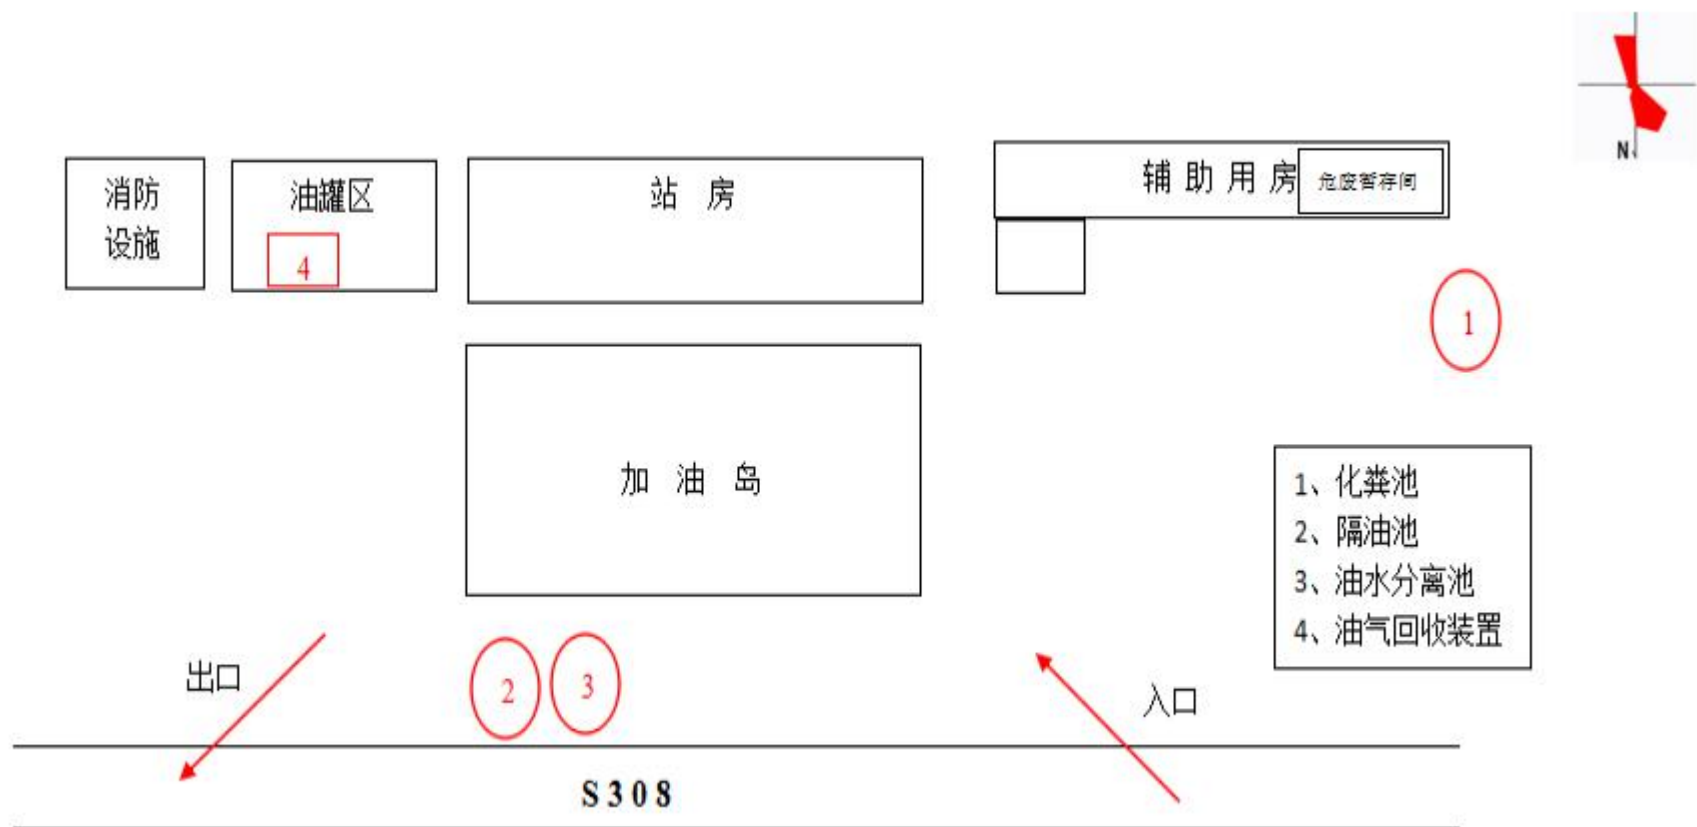 N
消防
设施
油罐区
4
站 房
辅 助 用 房
危废暂存间
1
加 油 岛
1、化粪池
2、隔油池
3、油水分离池
4、油气回收装置
出口
2
3
入口
S308